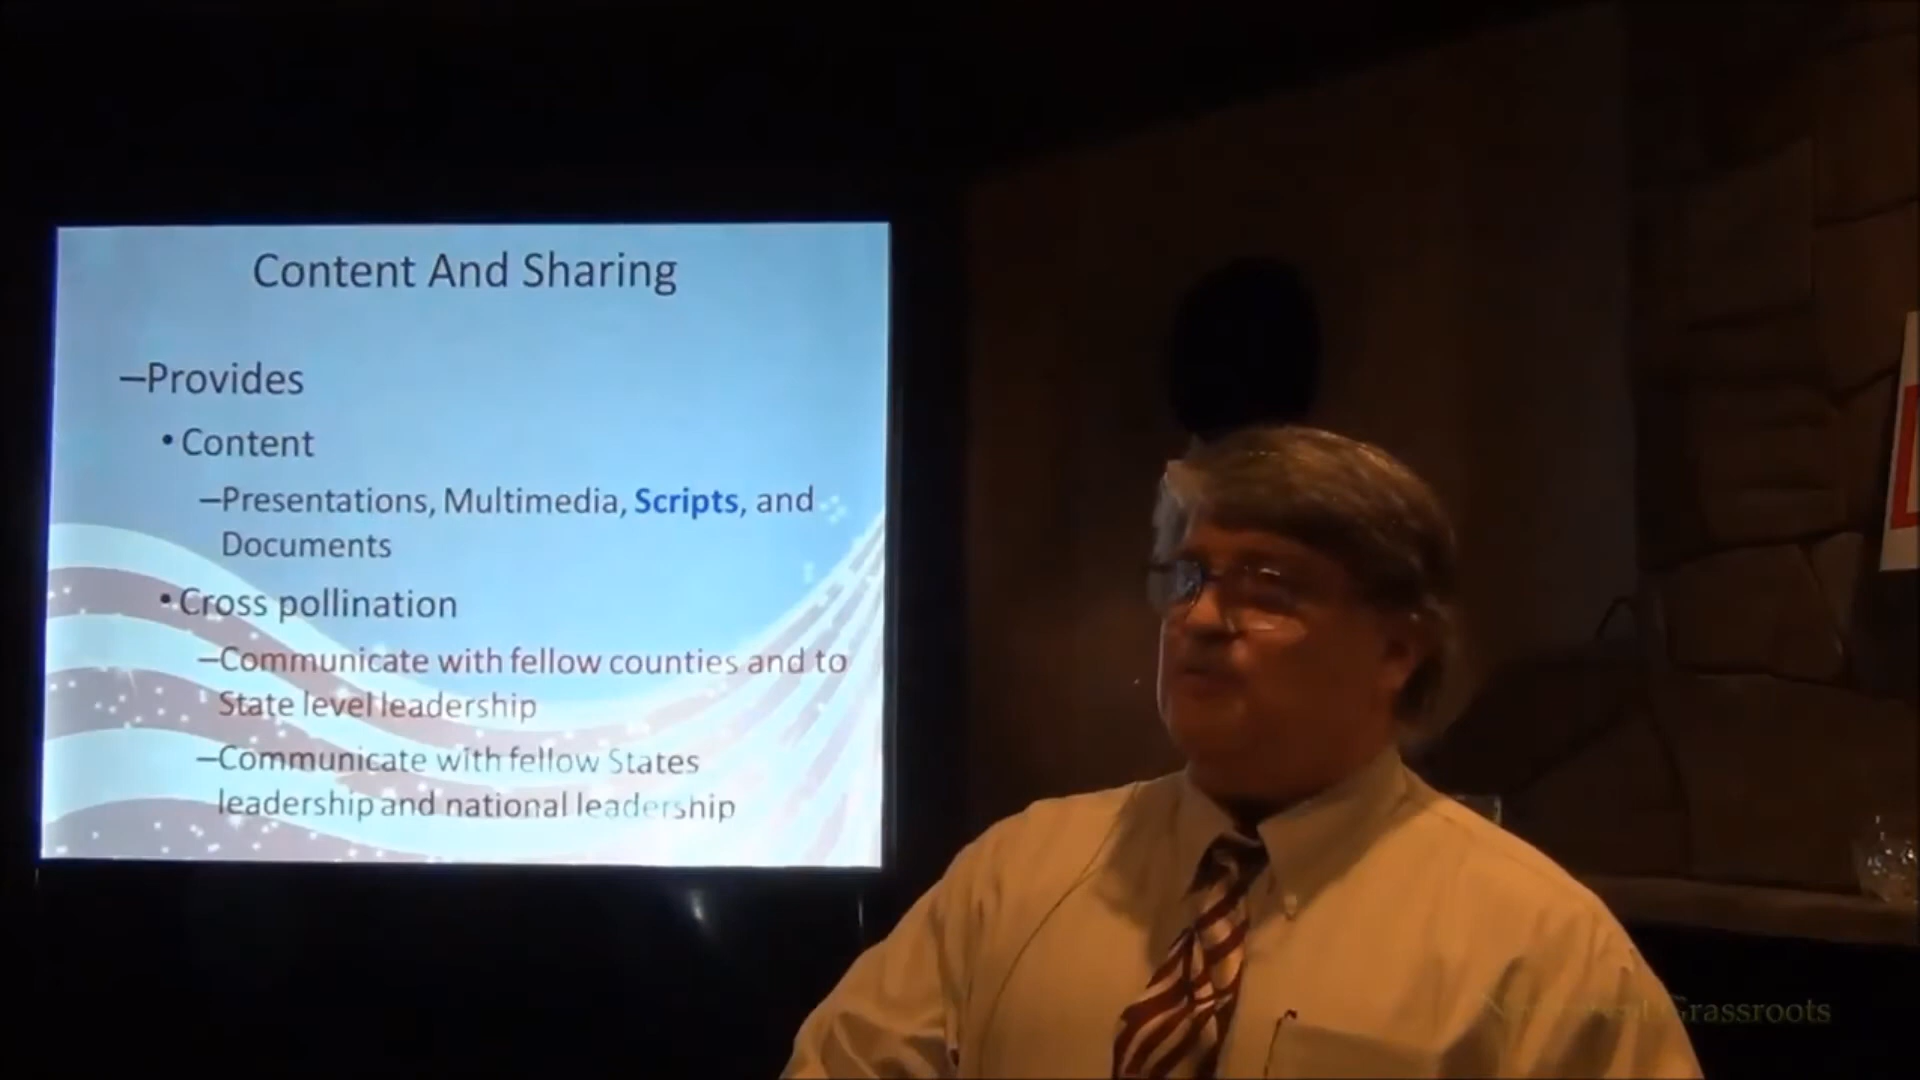 Content And Sharing
–Provides
• Content
–Presentations, Multimedia, Scripts, and
Documents
• Cross pollination
–Communicate with fellow counties and to
State level leadership
–Communicate with fellow States
leadership and national leadership
Grassroots